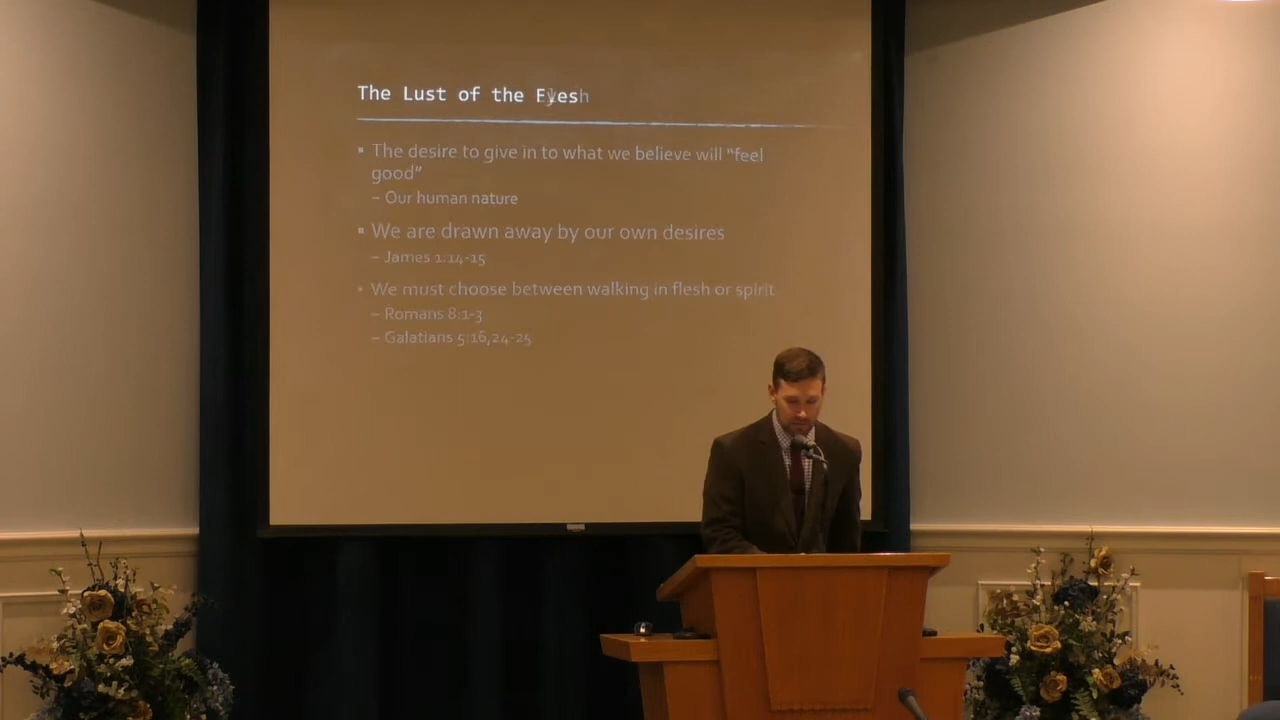 The Lust of the Eyes
▪ The desire to give in to what we believe will “feel
good”
– Our human nature
▪ We are drawn away by our own desires
– James 1:14-15
▪ We must choose between walking in flesh or spirit
– Romans 8:1-3
– Galatians 5:16,24-25